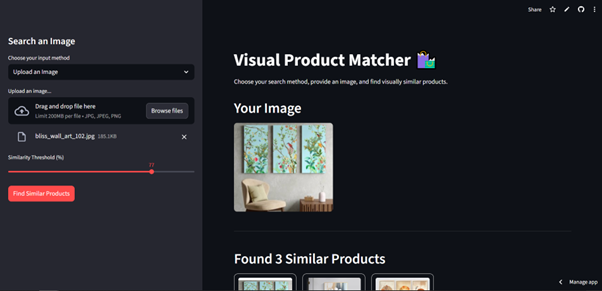 Share
Search an Image
Choose your input method
Upload an Image
Upload an image...
Drag and drop file here
Limit 200MB per file • JPG, JPEG, PNG
Browse files
bliss_wall_art_102.jpg 185.1KB
Similarity Threshold (%)
77
Find Similar Products
Visual Product Matcher
Choose your search method, provide an image, and find visually similar products.
Your Image
Found 3 Similar Products
Manage app